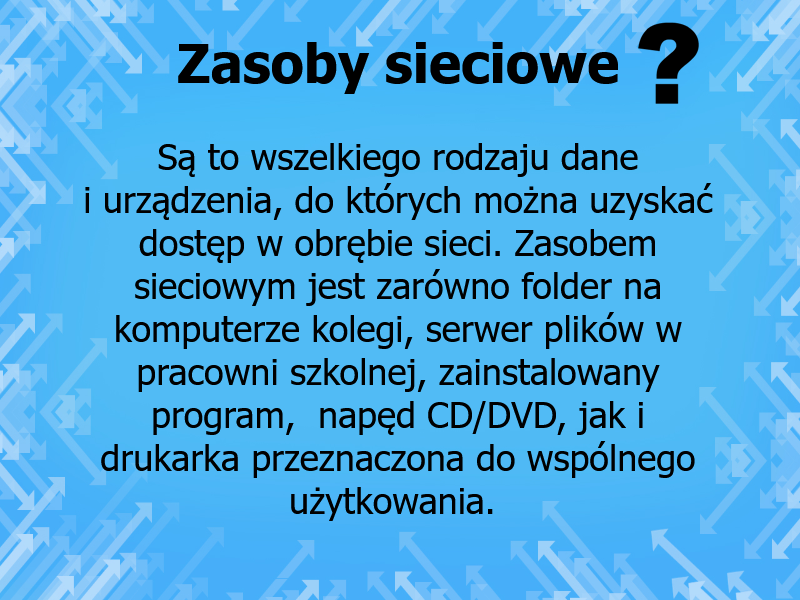 Zasoby sieciowe ?
Są to wszelkiego rodzaju dane
i urządzenia, do których można uzyskać
dostęp w obrębie sieci. Zasobem
sieciowym jest zarówno folder na
komputerze kolegi, serwer plików w
pracowni szkolnej, zainstalowany
program,  napęd CD/DVD, jak i
drukarka przeznaczona do wspólnego
użytkowania.